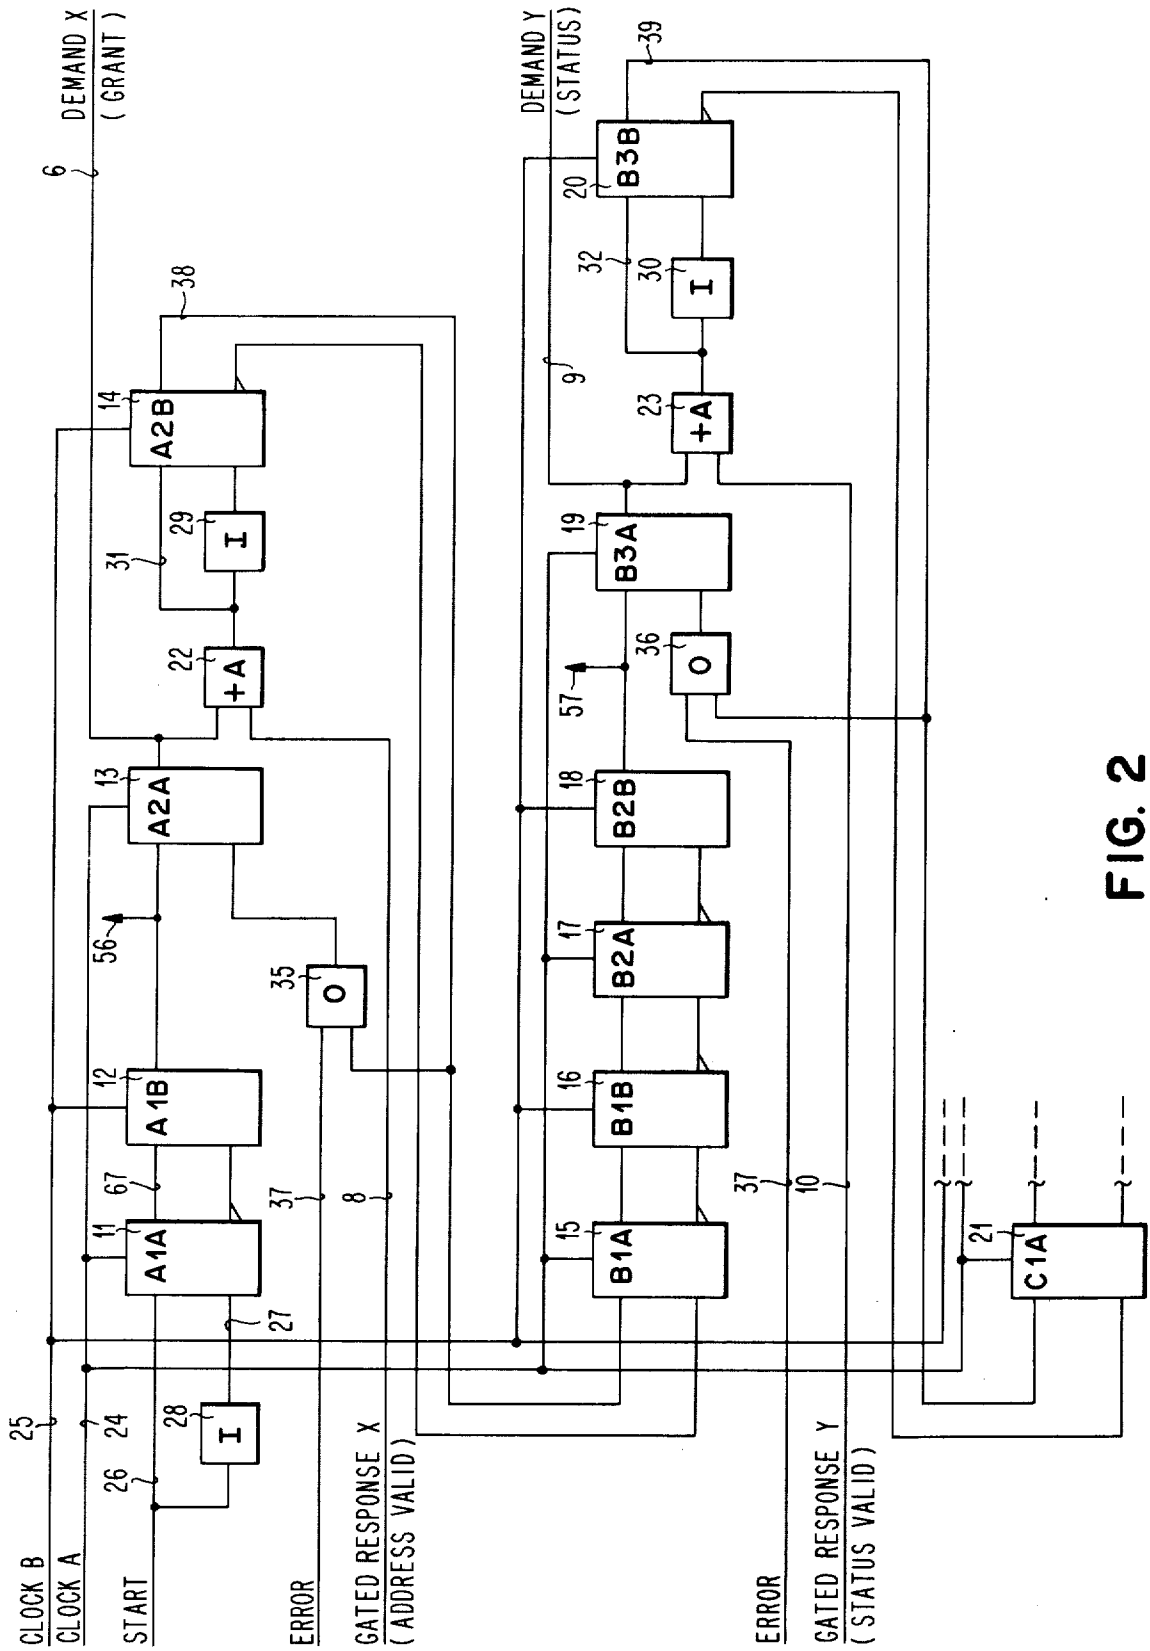 CLOCK B
25
CLOCK A
24
START
26
I
28
27
A1A
11
67
A1B
12
56
A2A
13
+A
22
31
I
29
A2B
14
38
6
DEMAND X
(GRANT)
ERROR
37
O
35
GATED RESPONSE X
(ADDRESS VALID)
8
B1A
15
B1B
16
B2A
17
B2B
18
57
B3A
19
O
36
+A
23
9
32
I
30
B3B
20
39
DEMAND Y
(STATUS)
ERROR
37
GATED RESPONSE Y
(STATUS VALID)
10
C1A
21
FIG. 2